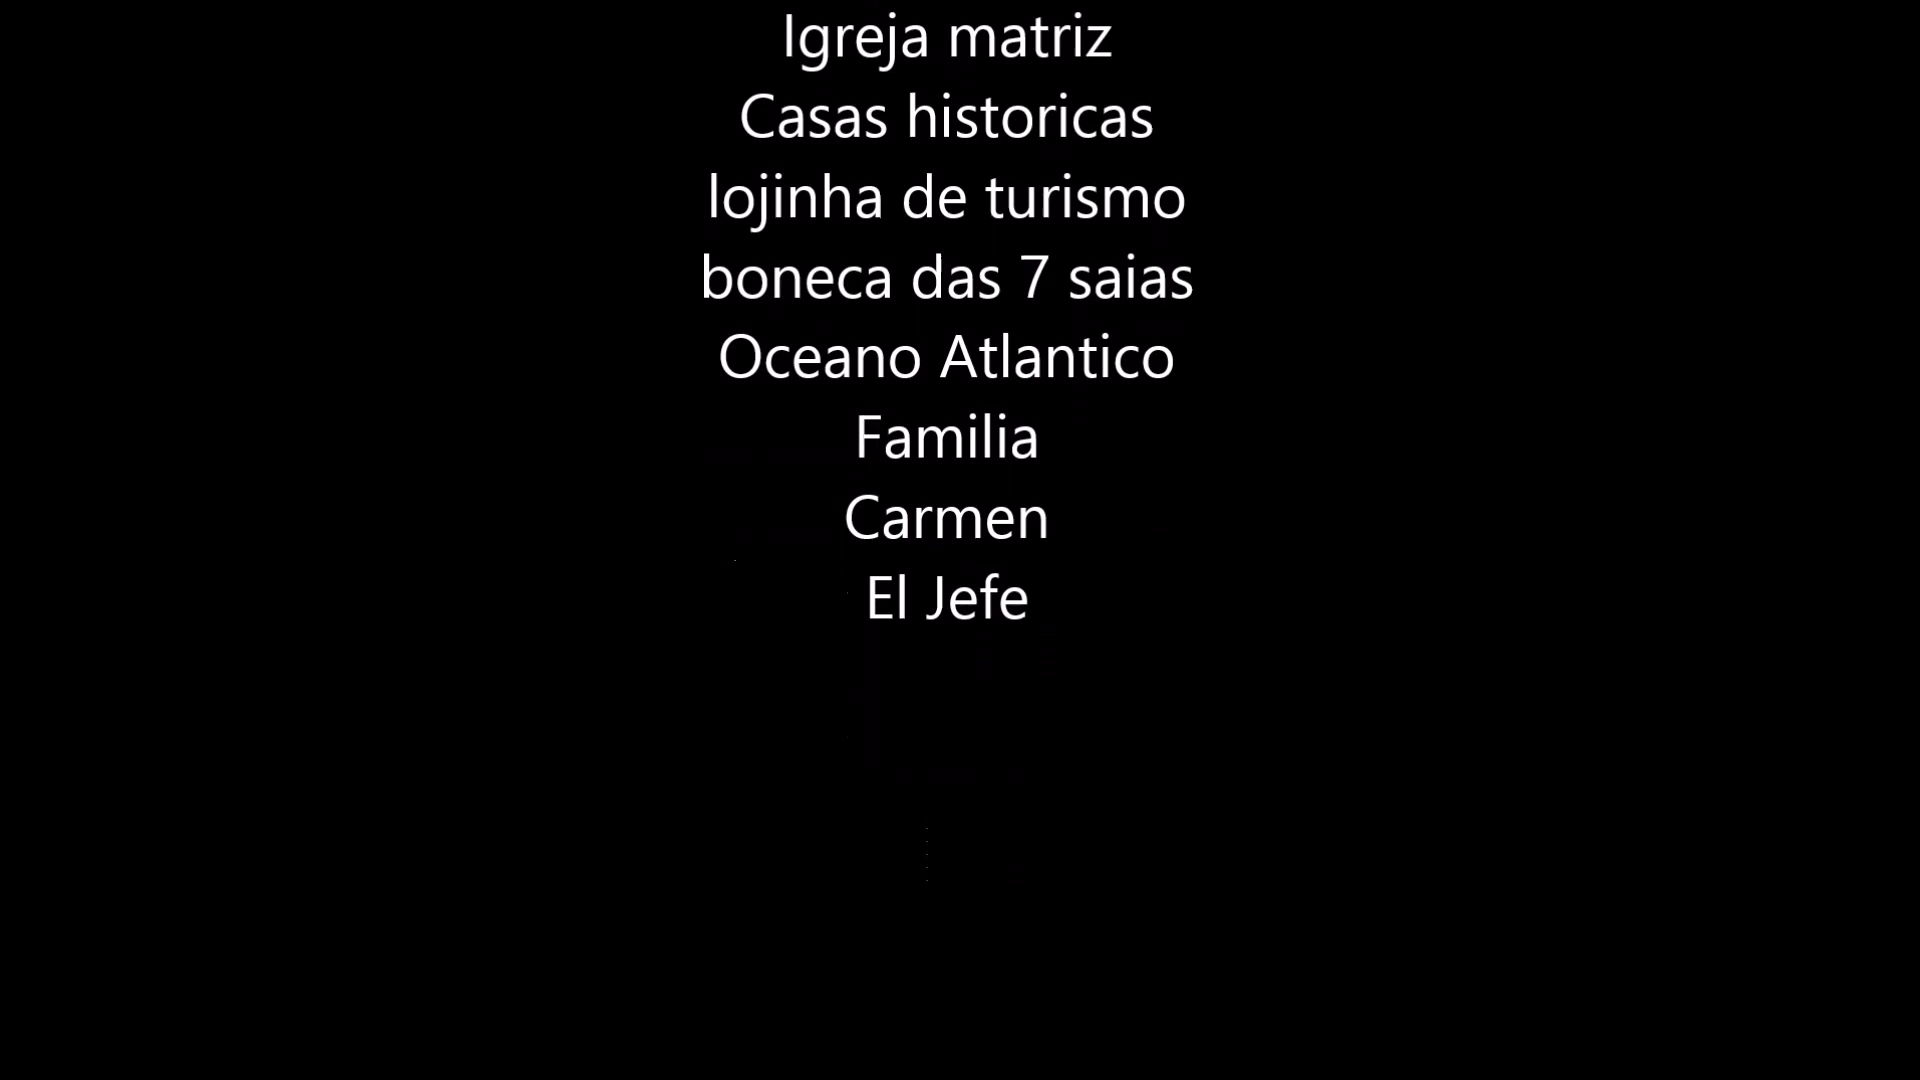 Igreja matriz
Casas historicas
lojinha de turismo
boneca das 7 saias
Oceano Atlantico
Familia
Carmen
El Jefe